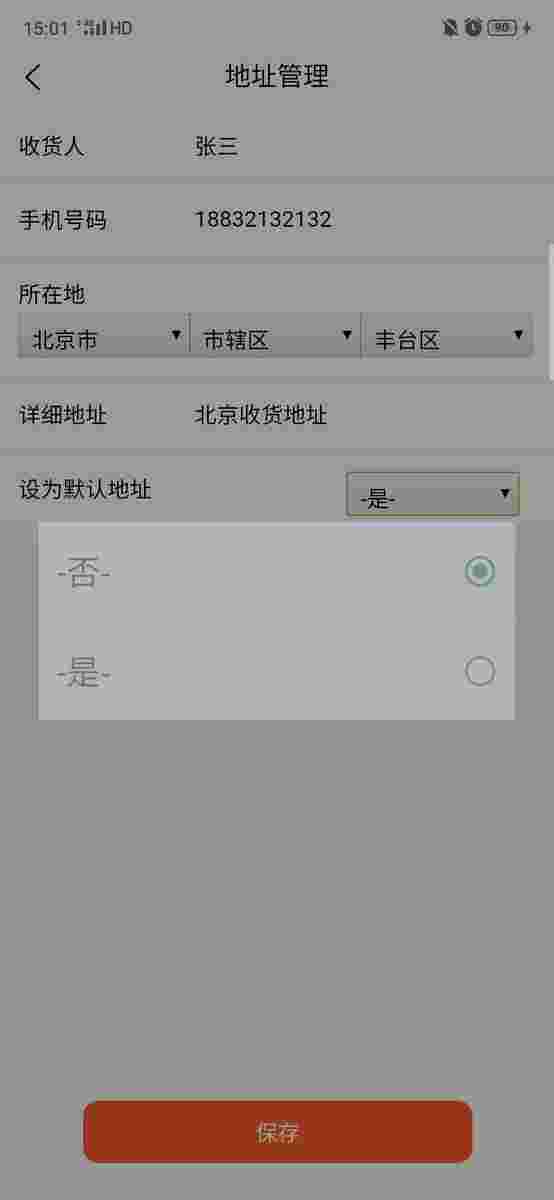 15:01 HD 90
地址管理
收货人 张三
手机号码 18832132132
所在地
北京市 市辖区 丰台区
详细地址 北京收货地址
设为默认地址 -是-
-否-
-是-
保存